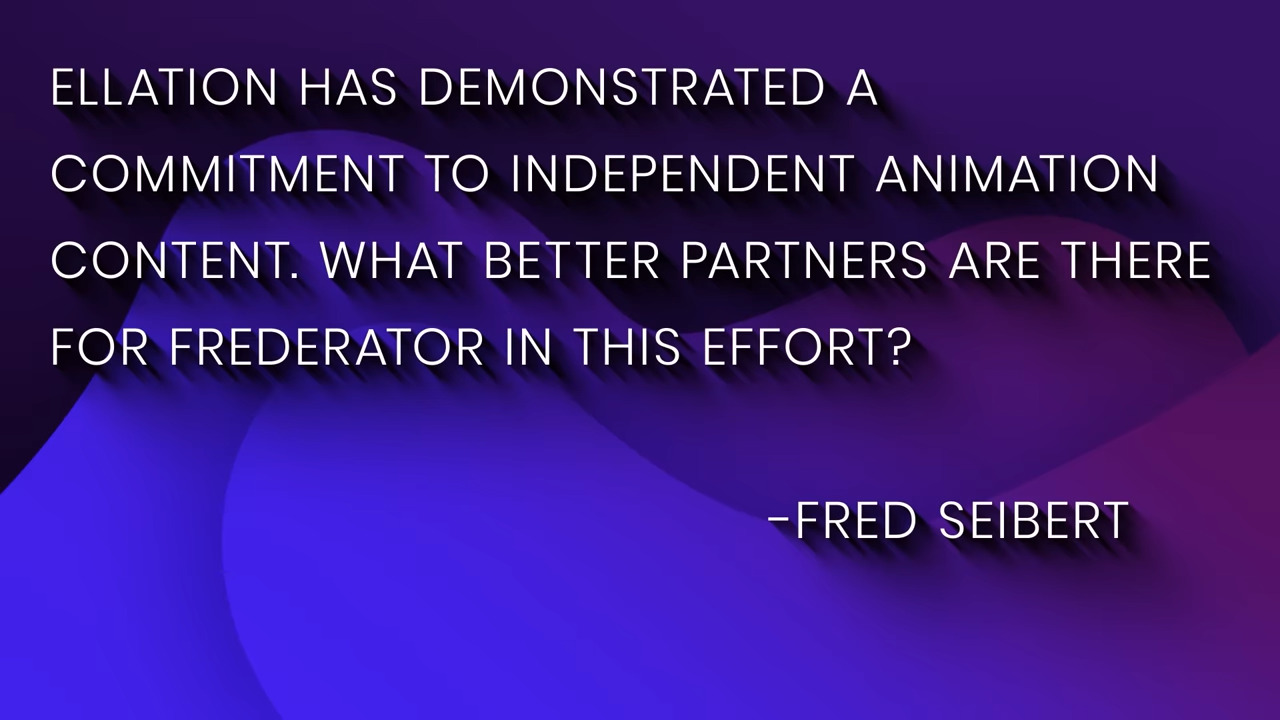 ELLATION HAS DEMONSTRATED A
COMMITMENT TO INDEPENDENT ANIMATION
CONTENT. WHAT BETTER PARTNERS ARE THERE
FOR FREDERATOR IN THIS EFFORT?
-FRED SEIBERT